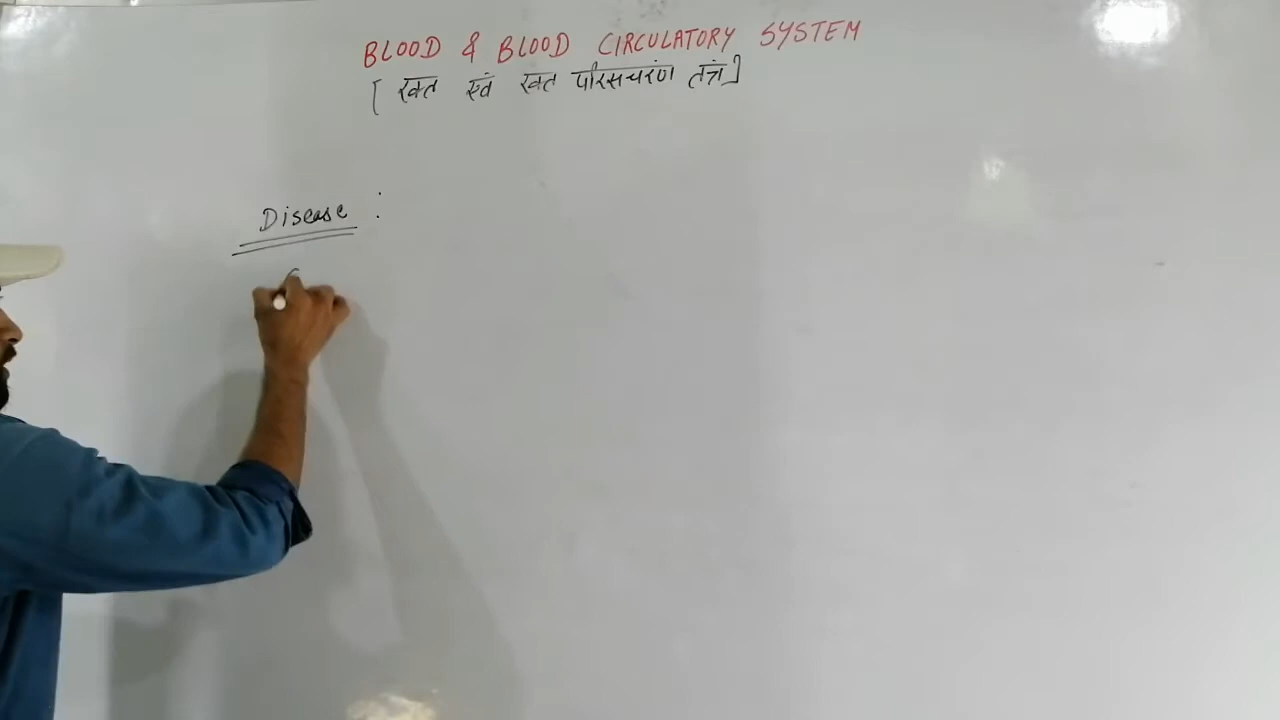 BLOOD & BLOOD CIRCULATORY SYSTEM
[ रक्त एवं रक्त परिसंचरण तंत्र ]
Disease :